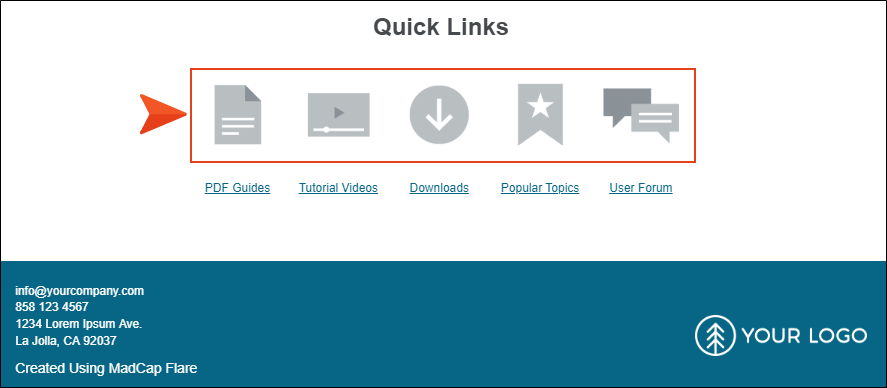 Quick Links
PDF Guides Tutorial Videos Downloads Popular Topics User Forum
info@yourcompany.com
858 123 4567
1234 Lorem Ipsum Ave.
La Jolla, CA 92037
Created Using MadCap Flare
YOUR LOGO